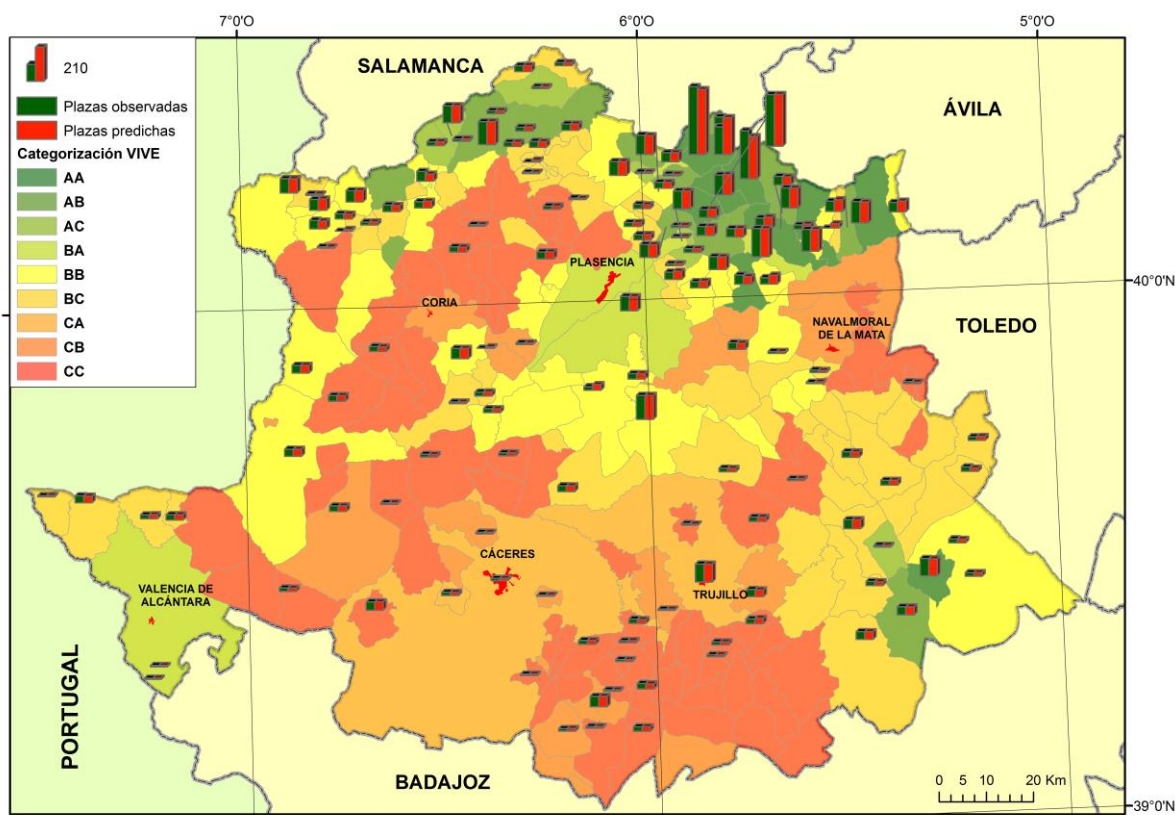 7°0'O
6°0'O
5°0'O
210
Plazas observadas
Plazas predichas
Categorización VIVE
AA
AB
AC
BA
BB
BC
CA
CB
CC
SALAMANCA
ÁVILA
PLASENCIA
40°0'N
CORIA
NAVALMORAL
DE LA MATA
TOLEDO
CÁCERES
VALENCIA DE
ALCÁNTARA
TRUJILLO
PORTUGAL
BADAJOZ
0 5 10 20 Km
39°0'N